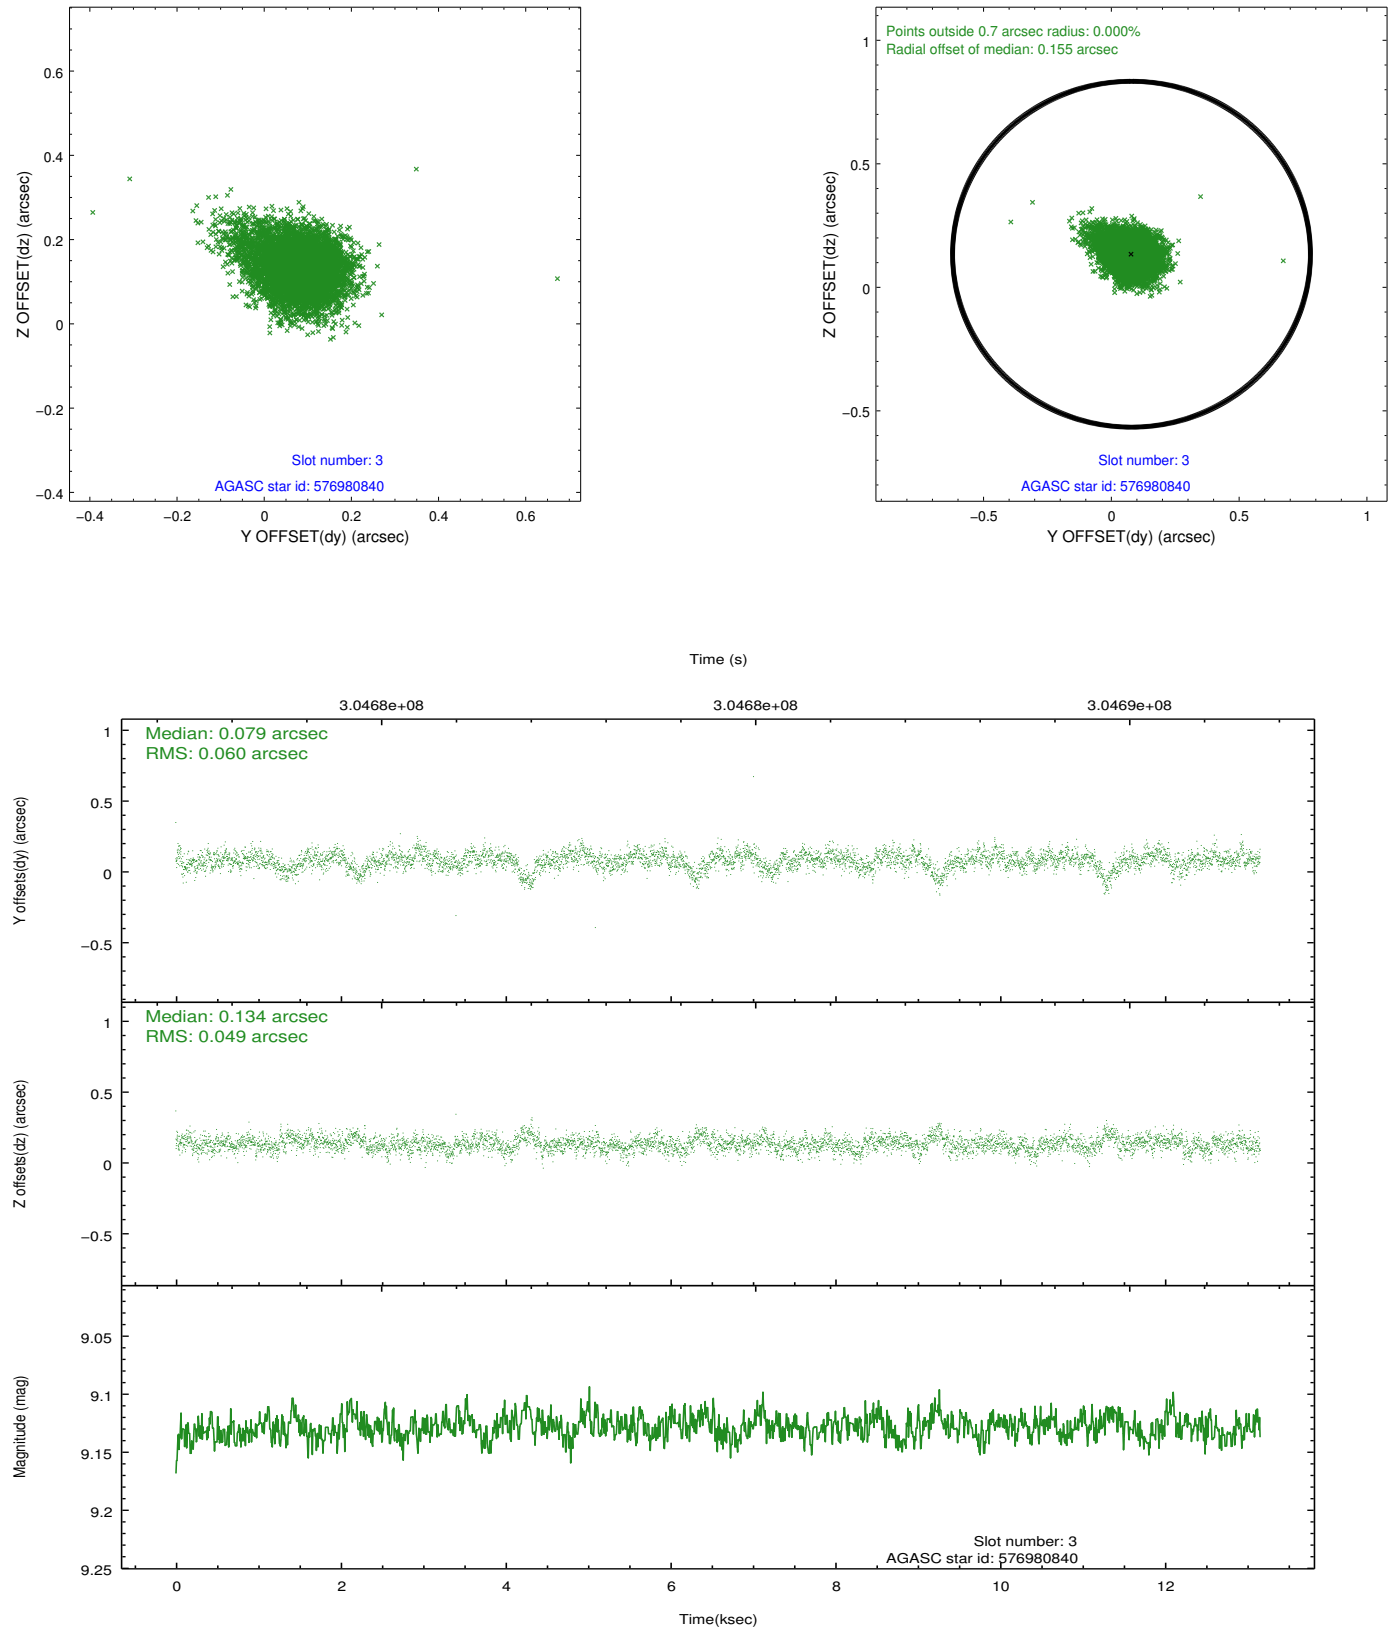 0.6
0.4
0.2
0
−0.2
−0.4
Z OFFSET(dz) (arcsec)
Slot number: 3
AGASC star id: 576980840
−0.4 −0.2 0 0.2 0.4 0.6
Y OFFSET(dy) (arcsec)
Points outside 0.7 arcsec radius: 0.000%
Radial offset of median: 0.155 arcsec
1
0.5
0
−0.5
Z OFFSET(dz) (arcsec)
Slot number: 3
AGASC star id: 576980840
−0.5 0 0.5 1
Y OFFSET(dy) (arcsec)
Time (s)
3.0468e+08 3.0468e+08 3.0469e+08
Median: 0.079 arcsec
RMS: 0.060 arcsec
1
0.5
0
−0.5
Y offsets(dy) (arcsec)
Median: 0.134 arcsec
RMS: 0.049 arcsec
1
0.5
0
−0.5
Z offsets(dz) (arcsec)
9.05
9.1
9.15
9.2
9.25
Magnitude (mag)
Slot number: 3
AGASC star id: 576980840
0 2 4 6 8 10 12
Time(ksec)